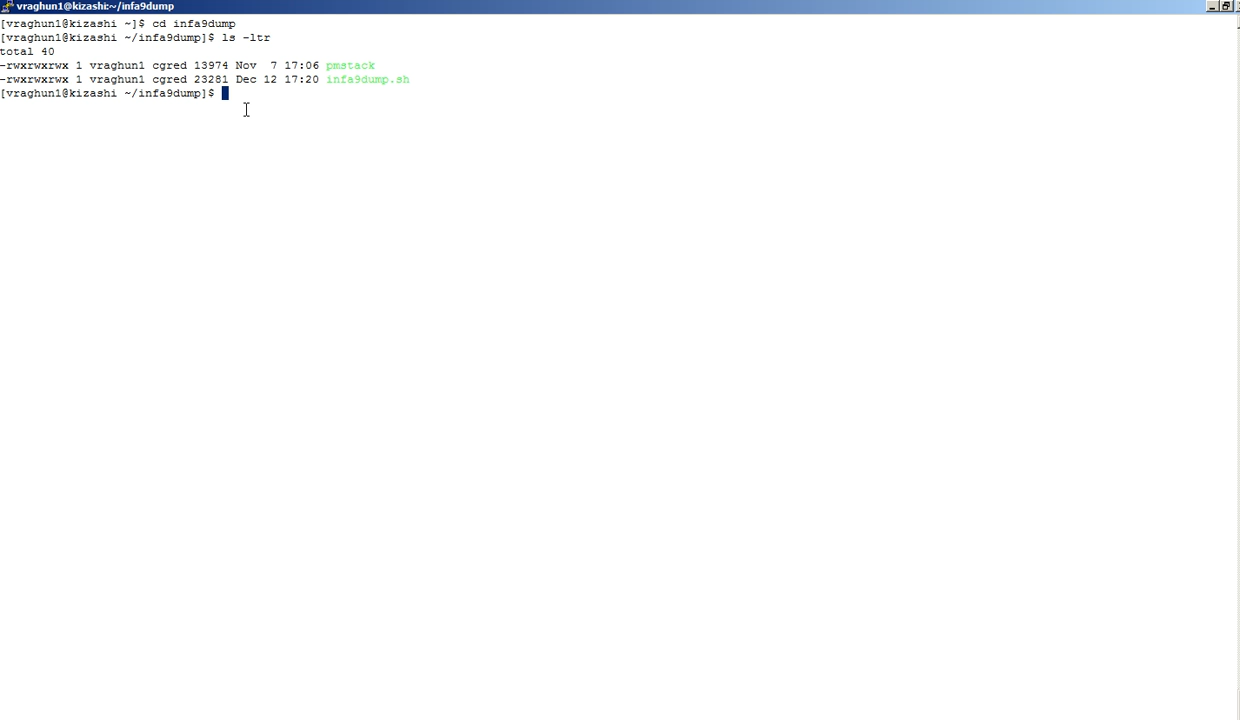 vraghun1@kizashi:~/infa9dump
[vraghun1@kizashi ~]$ cd infa9dump
[vraghun1@kizashi ~/infa9dump]$ ls -ltr
total 40
-rwxrwxrwx 1 vraghun1 cgred 13974 Nov  7 17:06 pmstack
-rwxrwxrwx 1 vraghun1 cgred 23281 Dec 12 17:20 infa9dump.sh
[vraghun1@kizashi ~/infa9dump]$